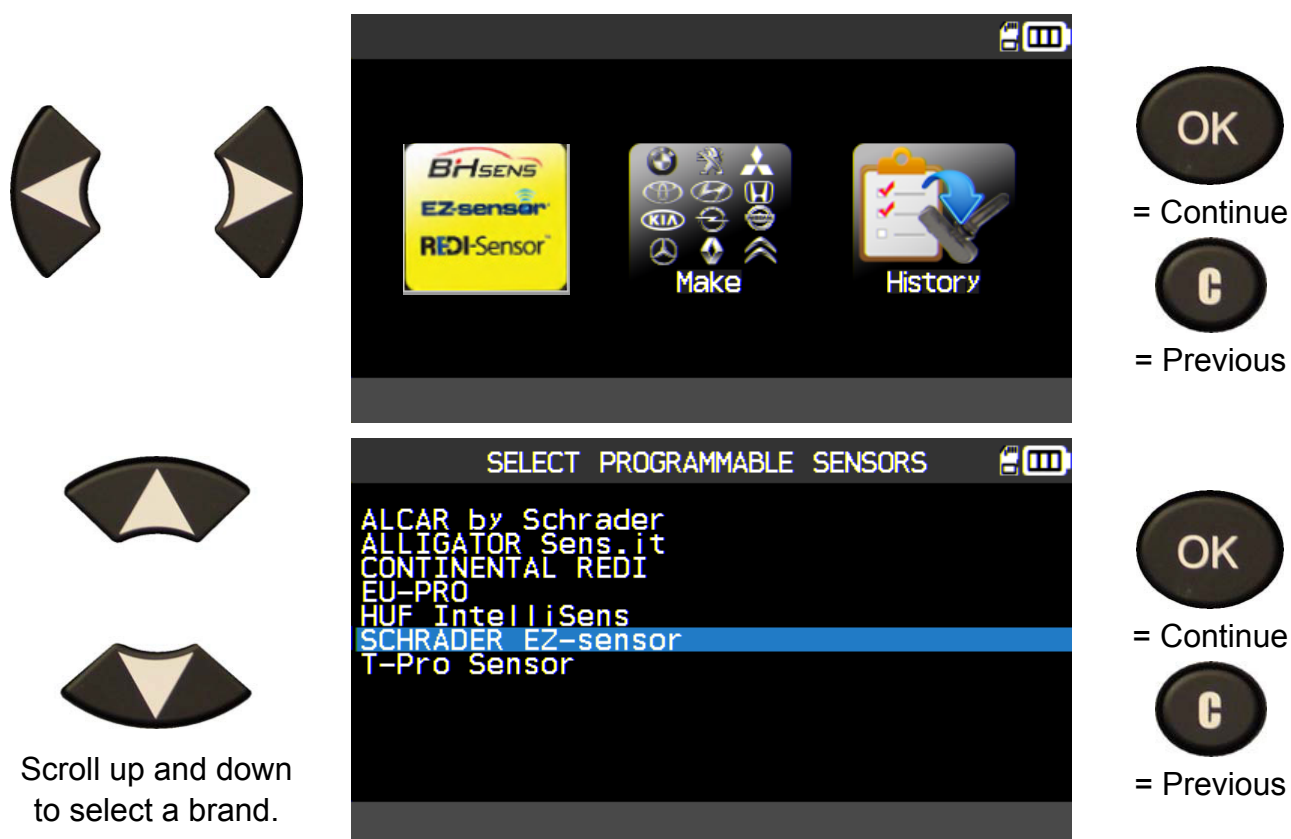 BHSENS
EZ-sensor
REDI-Sensor™
KIA
Make
History
OK
= Continue
C
= Previous
SELECT PROGRAMMABLE SENSORS
ALCAR by Schrader
ALLIGATOR Sens.it
CONTINENTAL REDI
EU-PRO
HUF IntelliSens
SCHRADER EZ-sensor
T-Pro Sensor
OK
= Continue
C
= Previous
Scroll up and down
to select a brand.